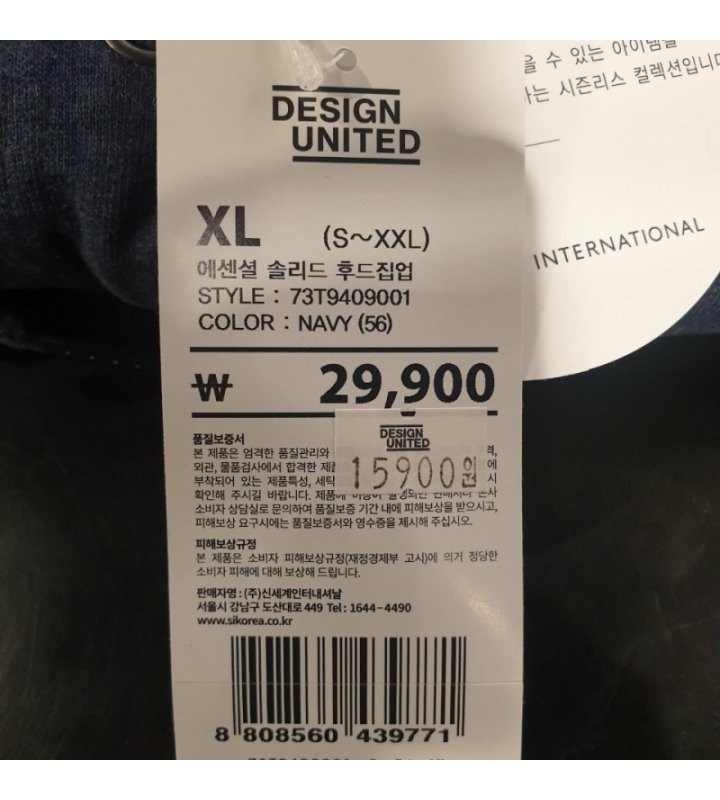 DESIGN
UNITED
XL (S~XXL)
에센셜 솔리드 후드집업
STYLE : 73T9409001
COLOR : NAVY (56)
₩ 29,900
DESIGN
UNITED
15900원
품질보증서
본 제품은 엄격한 품질관리와
외관, 물품검사에서 합격한 에
부착되어 있는 제품특성, 시
확인해 주시길 바랍니다.
소비자 상담실로 문의하여 품질보증 기간 내에 피해보상을 받으시고,
피해보상 요구시에는 품질보증서와 영수증을 제시해 주십시오.
피해보상규정
본 제품은 소비자 피해보상규정(재정경제부 고시)에 의거 정당한
소비자 피해에 대해 보상해 드립니다.
판매자명 : (주)신세계인터내셔날
서울시 강남구 도산대로 449 Tel : 1644-4490
www.sikorea.co.kr
8 808560 439771
수 있는 아이템을
시즌리스 컬렉션입니다
INTERNATIONAL